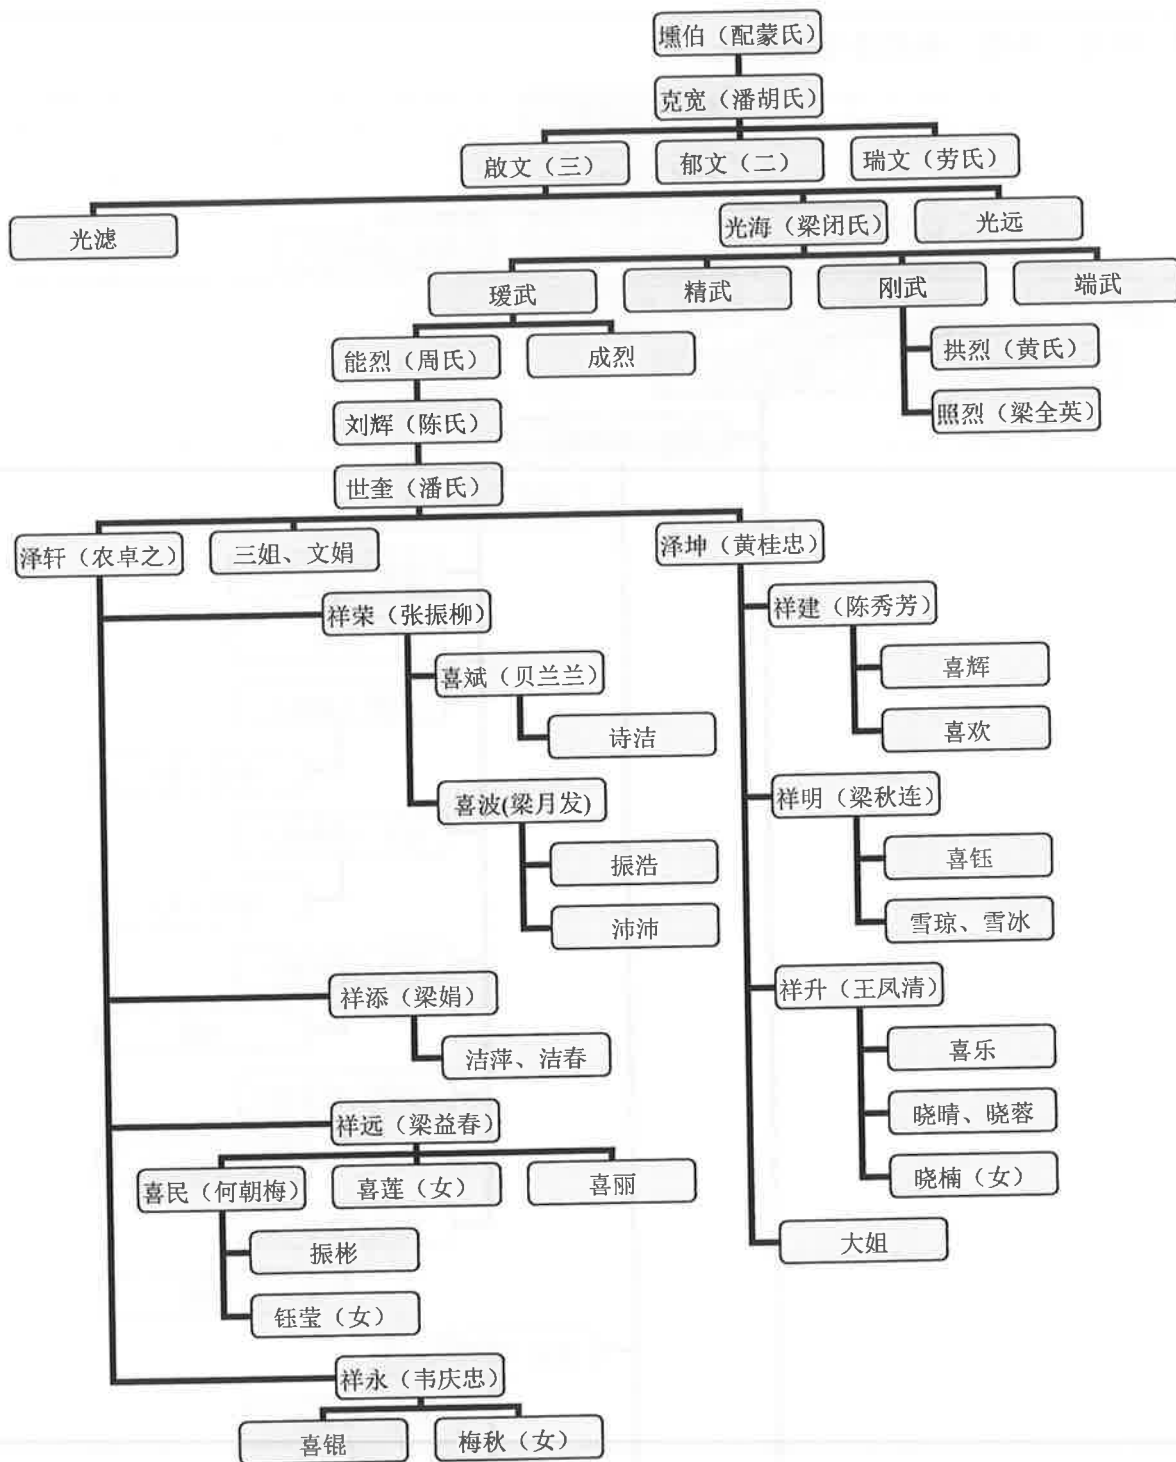 壎伯（配蒙氏）
克宽（潘胡氏）
啟文（三）
郁文（二）
瑞文（劳氏）
光滤
光海（梁闭氏）
光远
瑷武
精武
刚武
端武
能烈（周氏）
成烈
拱烈（黄氏）
照烈（梁全英）
刘辉（陈氏）
世奎（潘氏）
泽轩（农卓之）
三姐、文娟
泽坤（黄桂忠）
祥荣（张振柳）
喜斌（贝兰兰）
诗洁
喜波(梁月发)
振浩
沛沛
祥添（梁娟）
洁萍、洁春
祥远（梁益春）
喜民（何朝梅）
喜莲（女）
喜丽
振彬
钰莹（女）
祥永（韦庆忠）
喜锟
梅秋（女）
祥建（陈秀芳）
喜辉
喜欢
祥明（梁秋连）
喜钰
雪琼、雪冰
祥升（王凤清）
喜乐
晓晴、晓蓉
晓楠（女）
大姐